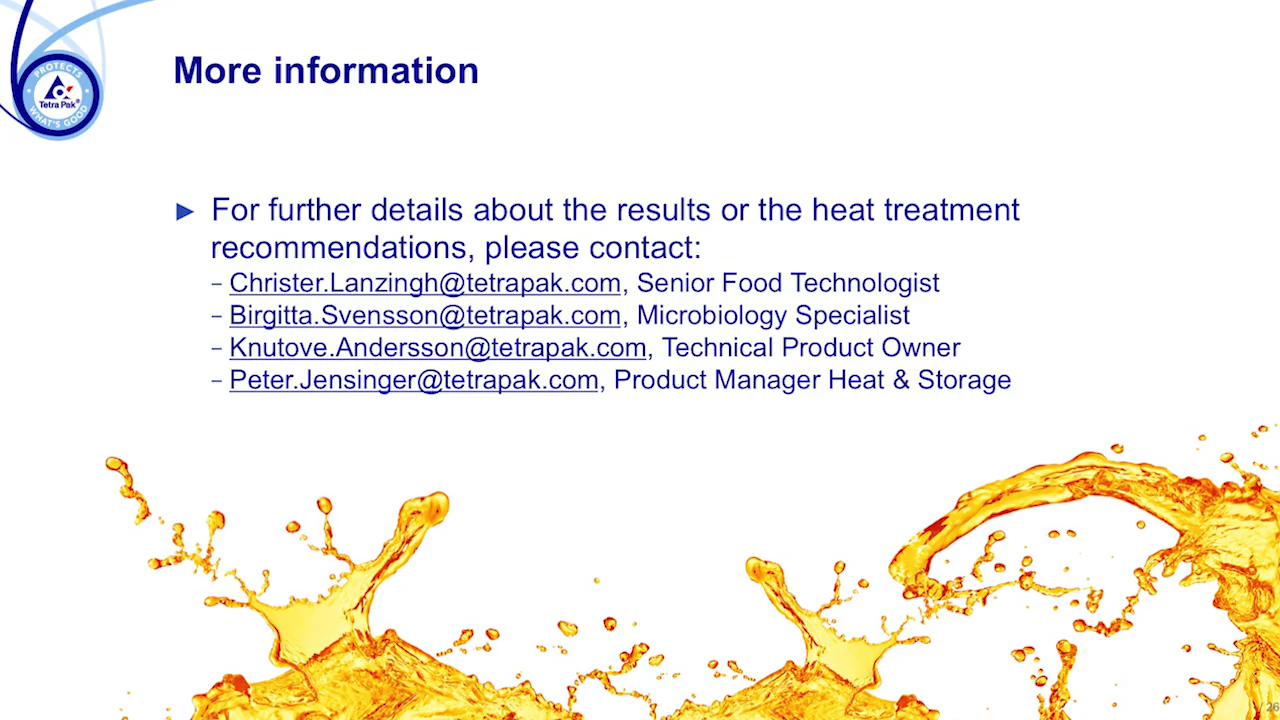 PROTECTS
Tetra Pak®
WHAT'S GOOD
More information
► For further details about the results or the heat treatment
recommendations, please contact:
– Christer.Lanzingh@tetrapak.com, Senior Food Technologist
– Birgitta.Svensson@tetrapak.com, Microbiology Specialist
– Knutove.Andersson@tetrapak.com, Technical Product Owner
– Peter.Jensinger@tetrapak.com, Product Manager Heat & Storage
/ 26